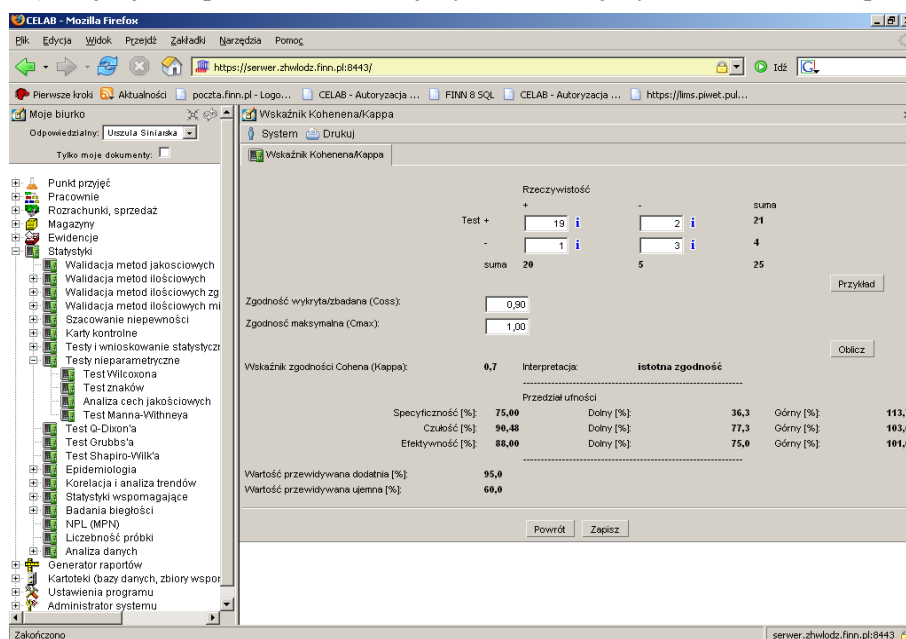 CELAB - Mozilla Firefox
Plik Edycja Widok Przejdź Zakładki Narzędzia Pomoc
https://serwer.zhwlodz.finn.pl:8443/ Idź
Pierwsze kroki Aktualności poczta.finn.pl - Logo... CELAB - Autoryzacja ... FINN 8 SQL CELAB - Autoryzacja ... https://lims.piwet.pul...
Moje biurko
Odpowiedzialny: Urszula Siniarska
Tylko moje dokumenty:
Punkt przyjęć
Pracownie
Rozrachunki, sprzedaż
Magazyny
Ewidencje
Statystyki
Walidacja metod jakosciowych
Walidacja metod ilościowych
Walidacja metod ilościowych zg
Walidacja metod ilościowych mi
Szacowanie niepewności
Karty kontrolne
Testy i wnioskowanie statystyczn
Testy nieparametryczne
Test Wilcoxona
Test znaków
Analiza cech jakościowych
Test Manna-Withneya
Test Q-Dixon'a
Test Grubbs'a
Test Shapiro-Wilk'a
Epidemiologia
Korelacja i analiza trendów
Statystyki wspomagające
Badania biegłości
NPL (MPN)
Liczebność próbki
Analiza danych
Generator raportów
Kartoteki (bazy danych, zbiory wspor
Ustawienia programu
Administrator systemu
Wskaźnik Kohenena/Kappa
System Drukuj
Wskaźnik Kohenena/Kappa
Rzeczywistość
+ - suma
Test + 19 i 2 i 21
- 1 i 3 i 4
suma 20 5 25
Przykład
Zgodność wykryta/zbadana (Coss): 0,90
Zgodność maksymalna (Cmax): 1,00
Oblicz
Wskaźnik zgodności Cohena (Kappa): 0,7 Interpretacja: istotna zgodność
Przedział ufności
Specyficzność [%]: 75,00 Dolny [%]: 36,3 Górny [%]: 113,
Czułość [%]: 90,48 Dolny [%]: 77,3 Górny [%]: 103,
Efektywność [%]: 88,00 Dolny [%]: 75,0 Górny [%]: 101,
Wartość przewidywana dodatnia [%]: 95,0
Wartość przewidywana ujemna [%]: 60,0
Powrót Zapisz
Zakończono serwer.zhwlodz.finn.pl:8443